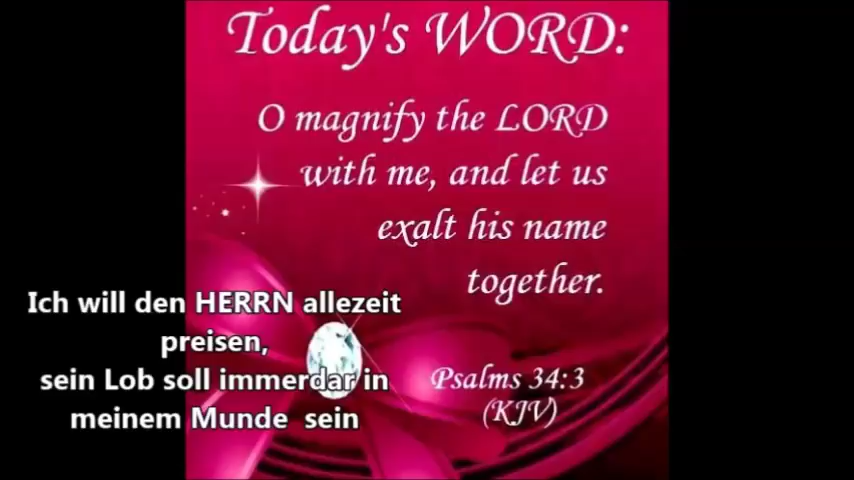 Today's WORD:
O magnify the LORD
with me, and let us
exalt his name
together.
Psalms 34:3
(KJV)
Ich will den HERRN allezeit
preisen,
sein Lob soll immerdar in
meinem Munde sein